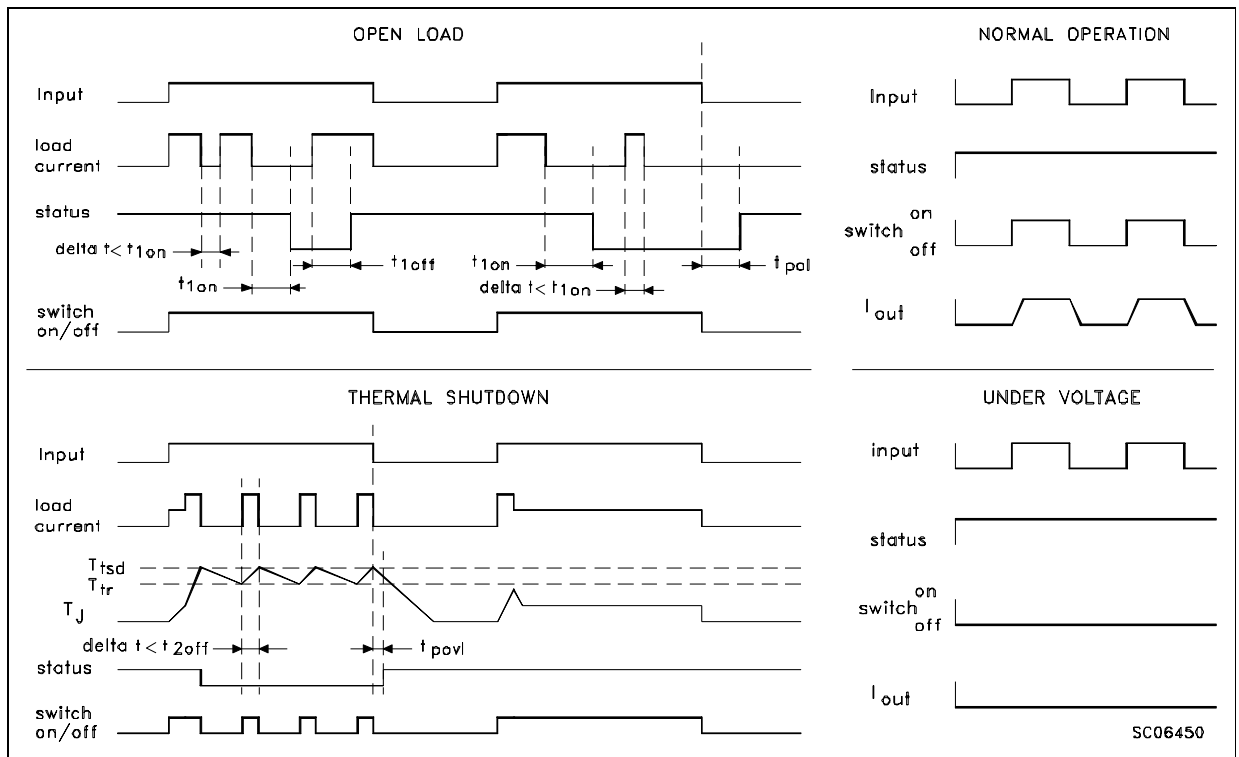 OPEN LOAD
Input
load
current
status
delta t< t1on
t1on
t1off
t1on
delta t< t1on
t pol
switch
on/off
NORMAL OPERATION
Input
status
switch on
off
I out
THERMAL SHUTDOWN
Input
load
current
Ttsd
Ttr
TJ
delta t< t2off
t povl
status
switch
on/off
UNDER VOLTAGE
input
status
switch on
off
I out
SC06450